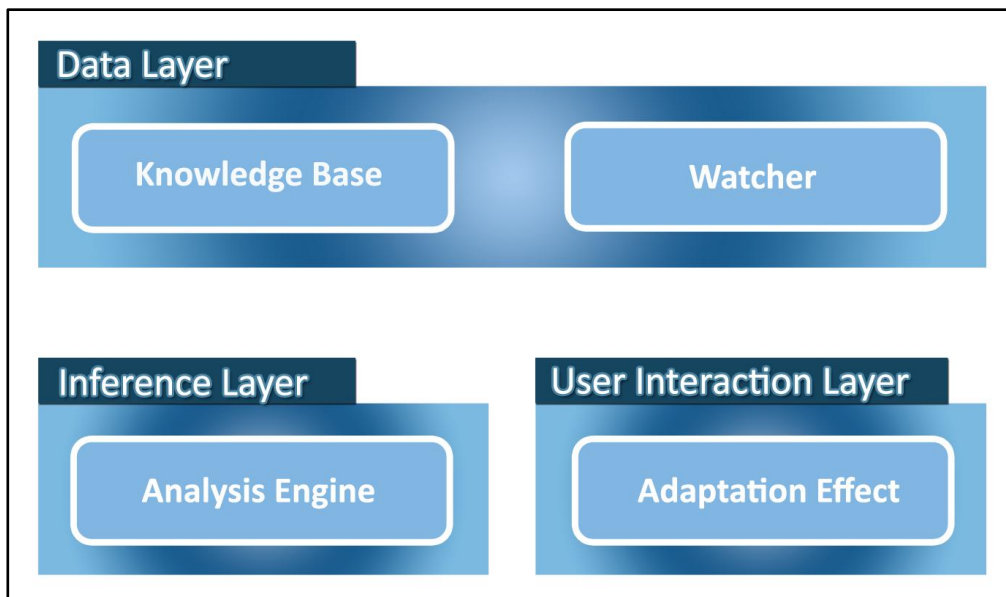 Data Layer
Knowledge Base
Watcher
Inference Layer
User Interaction Layer
Analysis Engine
Adaptation Effect